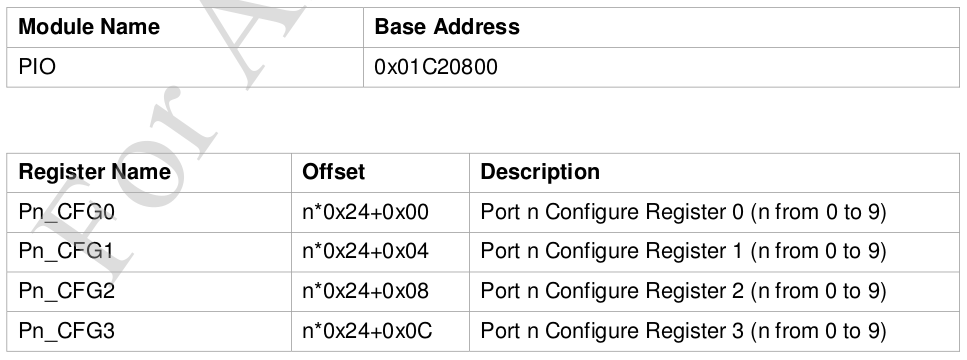 Module Name Base Address
PIO 0x01C20800
Register Name Offset Description
Pn_CFG0 n*0x24+0x00 Port n Configure Register 0 (n from 0 to 9)
Pn_CFG1 n*0x24+0x04 Port n Configure Register 1 (n from 0 to 9)
Pn_CFG2 n*0x24+0x08 Port n Configure Register 2 (n from 0 to 9)
Pn_CFG3 n*0x24+0x0C Port n Configure Register 3 (n from 0 to 9)
For A